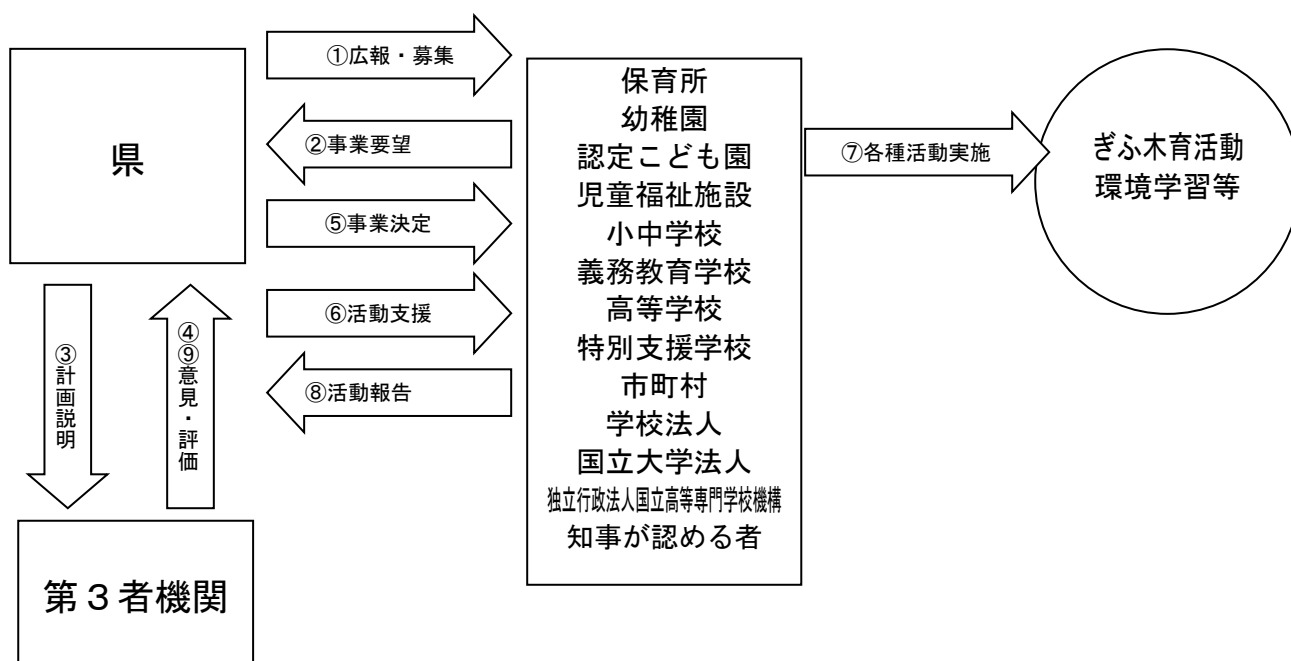 県
①広報・募集
②事業要望
⑤事業決定
⑥活動支援
⑧活動報告
③計画説明
④
⑨意見・評価
第３者機関
保育所
幼稚園
認定こども園
児童福祉施設
小中学校
義務教育学校
高等学校
特別支援学校
市町村
学校法人
国立大学法人
独立行政法人国立高等専門学校機構
知事が認める者
⑦各種活動実施
ぎふ木育活動
環境学習等